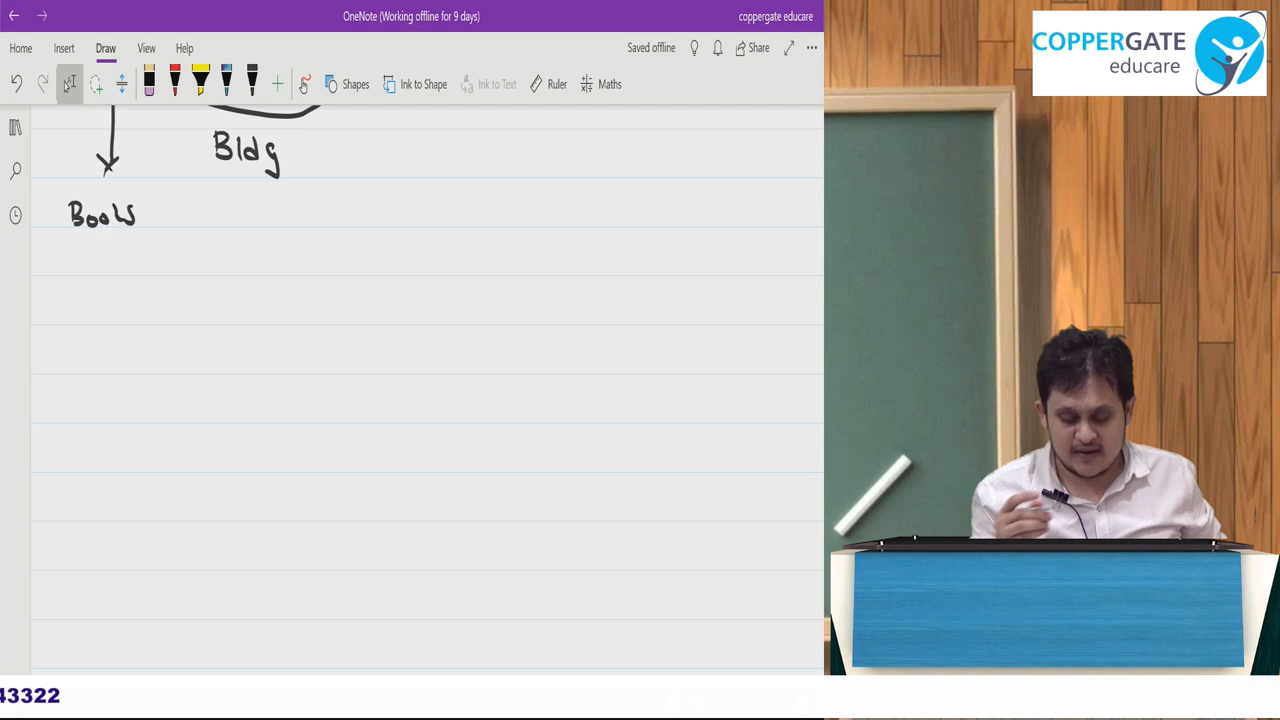 OneNote (Working offline for 9 days)
coppergate educare
COPPERGATE
educare
Home Insert Draw View Help
Saved offline
Share
Shapes
Ink to Shape
Ink to Text
Ruler
Maths
Bldg
Books
43322